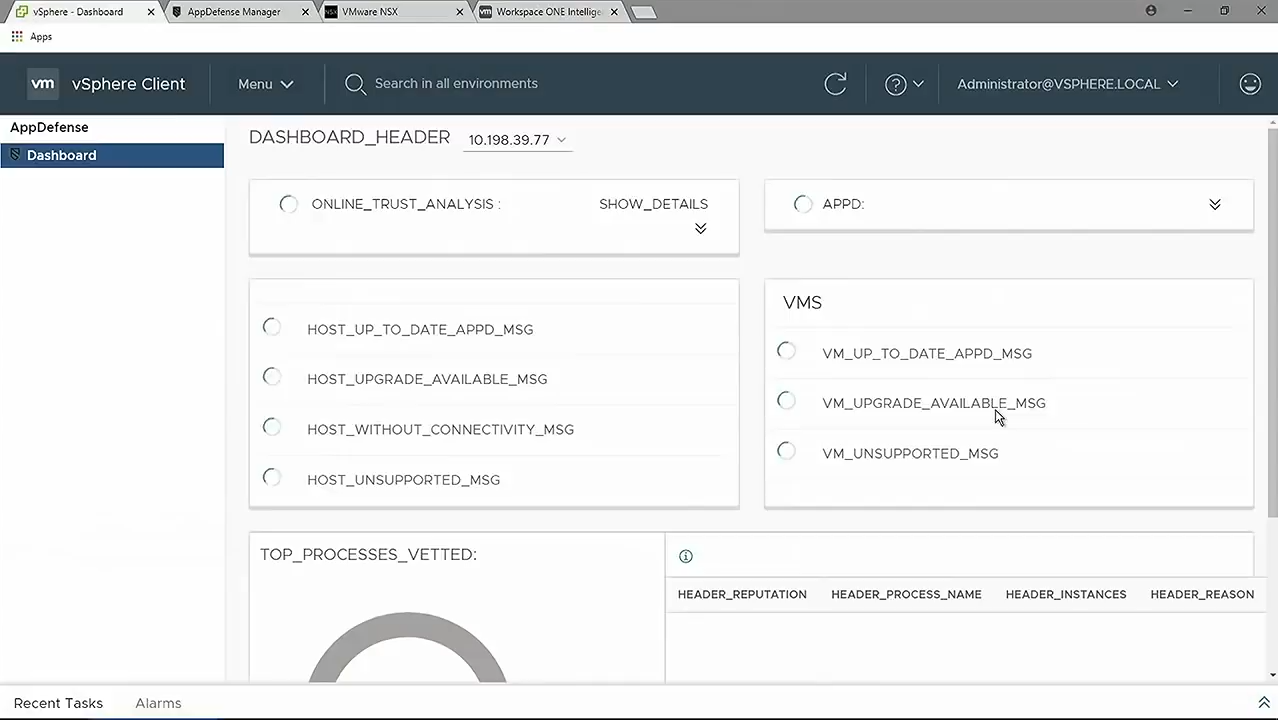 vSphere - Dashboard
AppDefense Manager
NSX
VMware NSX
vm
Workspace ONE Intellige
Apps
vm
vSphere Client
Menu
Search in all environments
?
Administrator@VSPHERE.LOCAL
AppDefense
Dashboard
DASHBOARD_HEADER
10.198.39.77
ONLINE_TRUST_ANALYSIS :
SHOW_DETAILS
APPD:
HOST_UP_TO_DATE_APPD_MSG
HOST_UPGRADE_AVAILABLE_MSG
HOST_WITHOUT_CONNECTIVITY_MSG
HOST_UNSUPPORTED_MSG
VMS
VM_UP_TO_DATE_APPD_MSG
VM_UPGRADE_AVAILABLE_MSG
VM_UNSUPPORTED_MSG
TOP_PROCESSES_VETTED:
HEADER_REPUTATION
HEADER_PROCESS_NAME
HEADER_INSTANCES
HEADER_REASON
Recent Tasks
Alarms